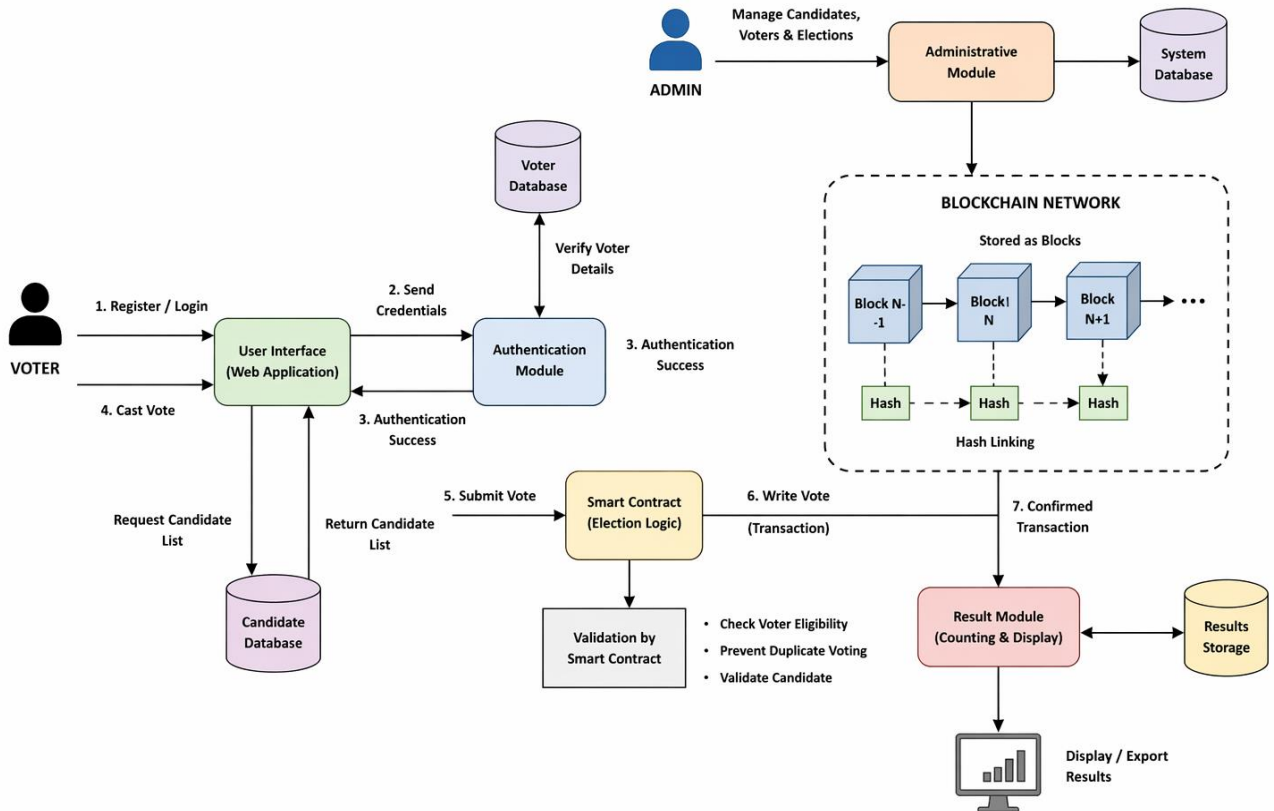 Manage Candidates,
Voters & Elections
ADMIN
Administrative
Module
System
Database
Voter
Database
Verify Voter
Details
BLOCKCHAIN NETWORK
Stored as Blocks
Block N-
-1
Block|
N
Block
N+1
...
Hash
Hash
Hash
Hash Linking
VOTER
1. Register / Login
4. Cast Vote
User Interface
(Web Application)
2. Send
Credentials
Authentication
Module
3. Authentication
Success
3. Authentication
Success
Request Candidate
List
Return Candidate
List
Candidate
Database
5. Submit Vote
Smart Contract
(Election Logic)
6. Write Vote
(Transaction)
7. Confirmed
Transaction
Validation by
Smart Contract
• Check Voter Eligibility
• Prevent Duplicate Voting
• Validate Candidate
Result Module
(Counting & Display)
Results
Storage
Display / Export
Results